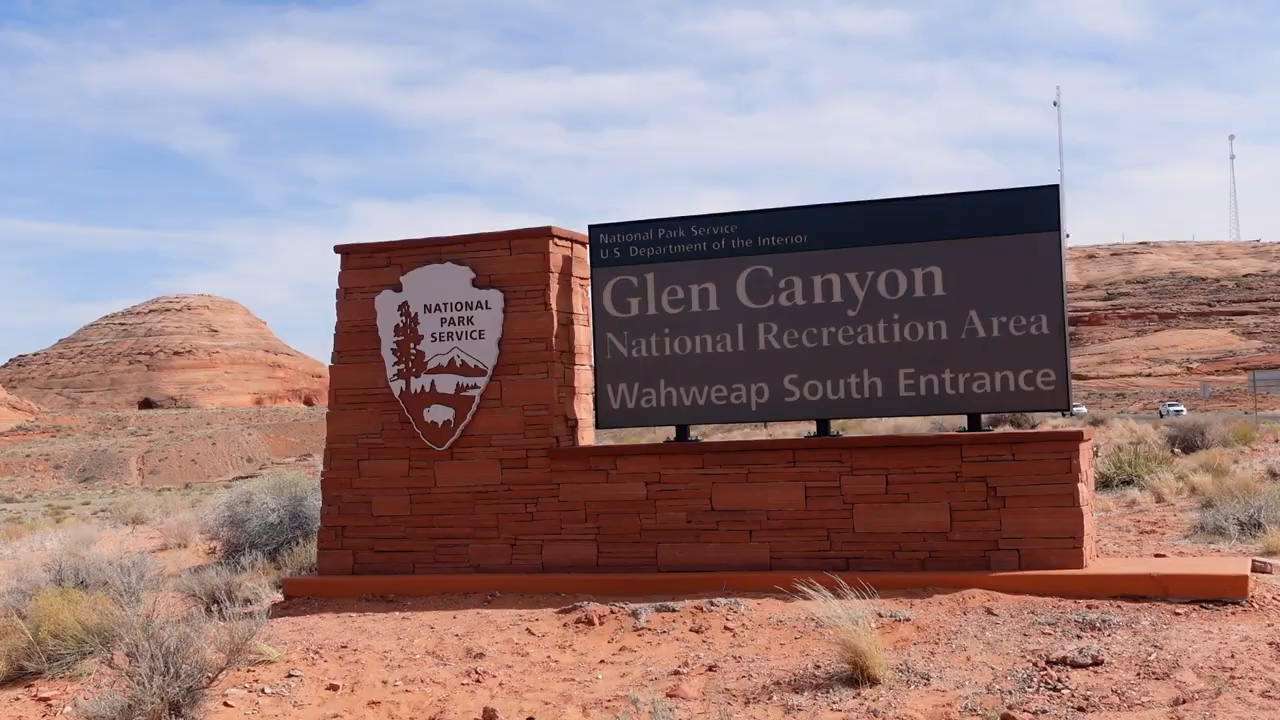 NATIONAL
PARK
SERVICE
National Park Service
U.S. Department of the Interior
Glen Canyon
National Recreation Area
Wahweap South Entrance